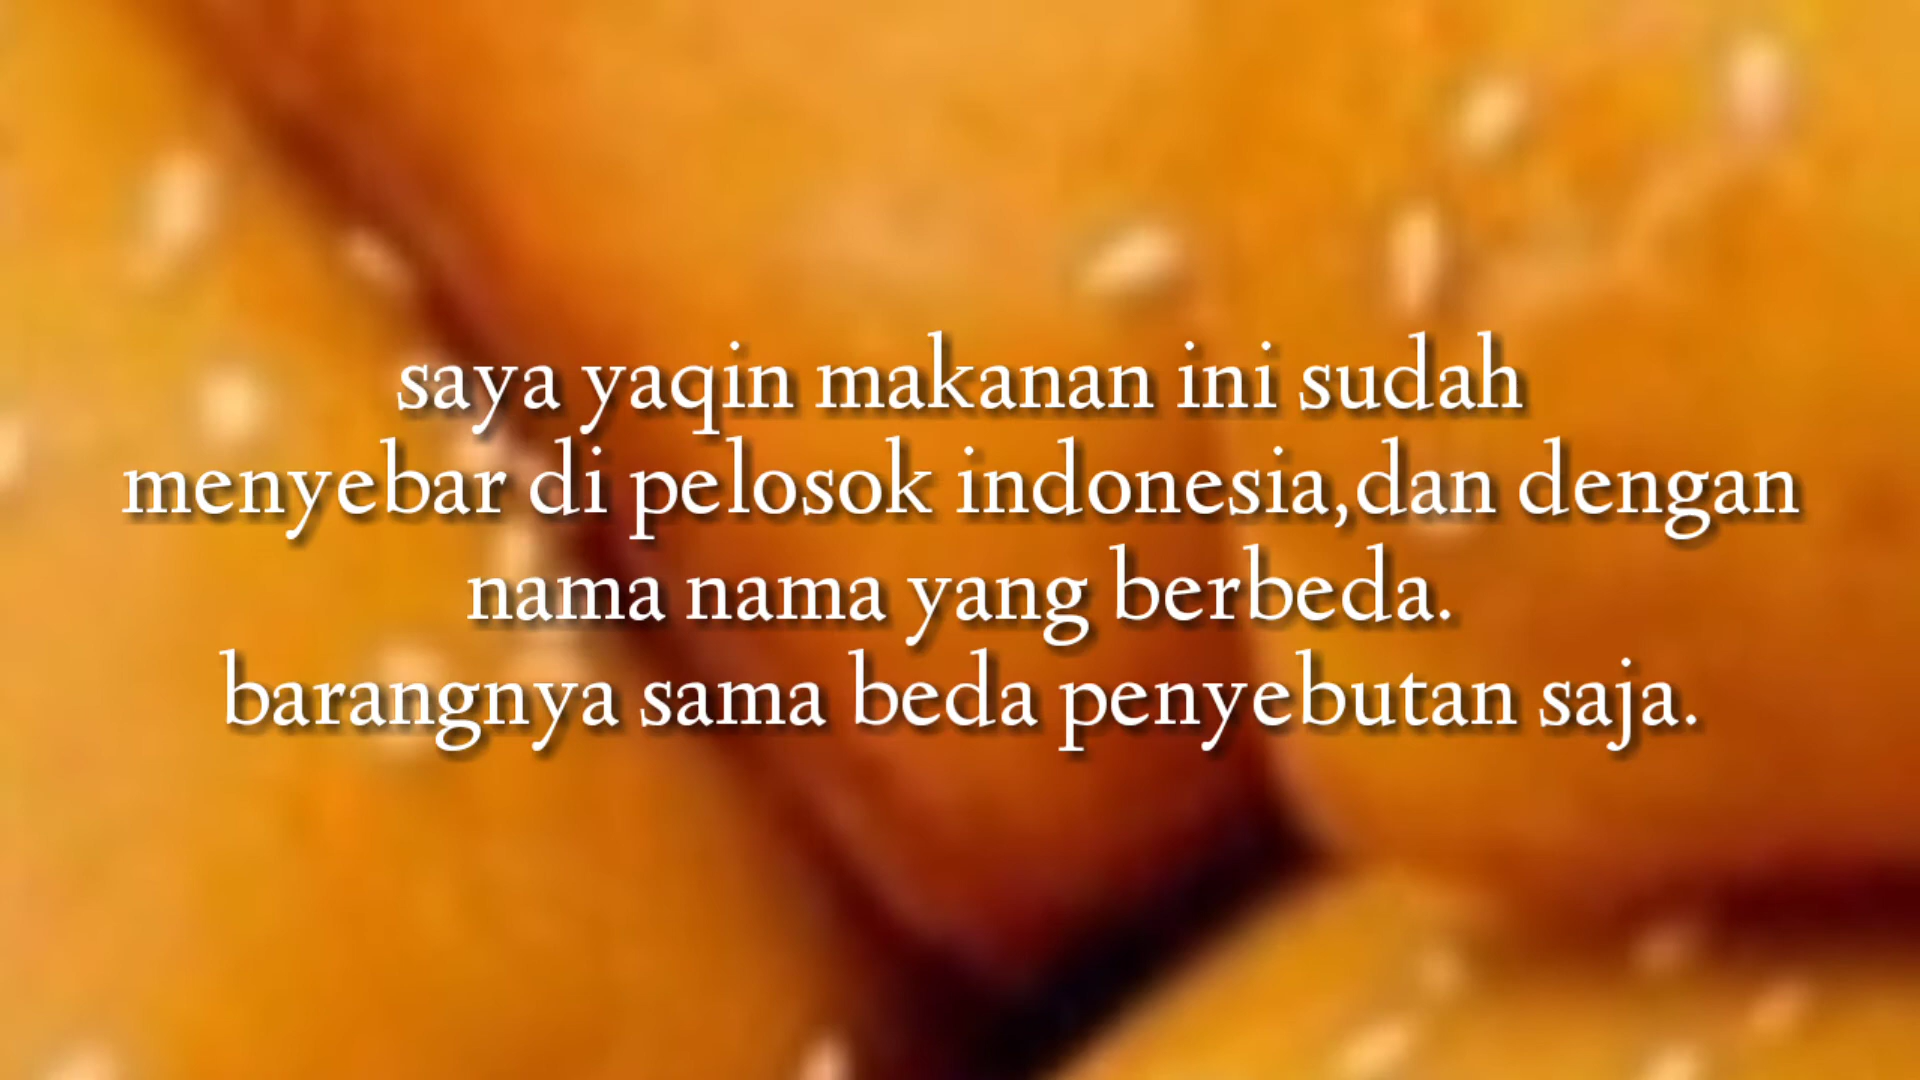 saya yaqin makanan ini sudah
menyebar di pelosok indonesia,dan dengan
nama nama yang berbeda.
barangnya sama beda penyebutan saja.